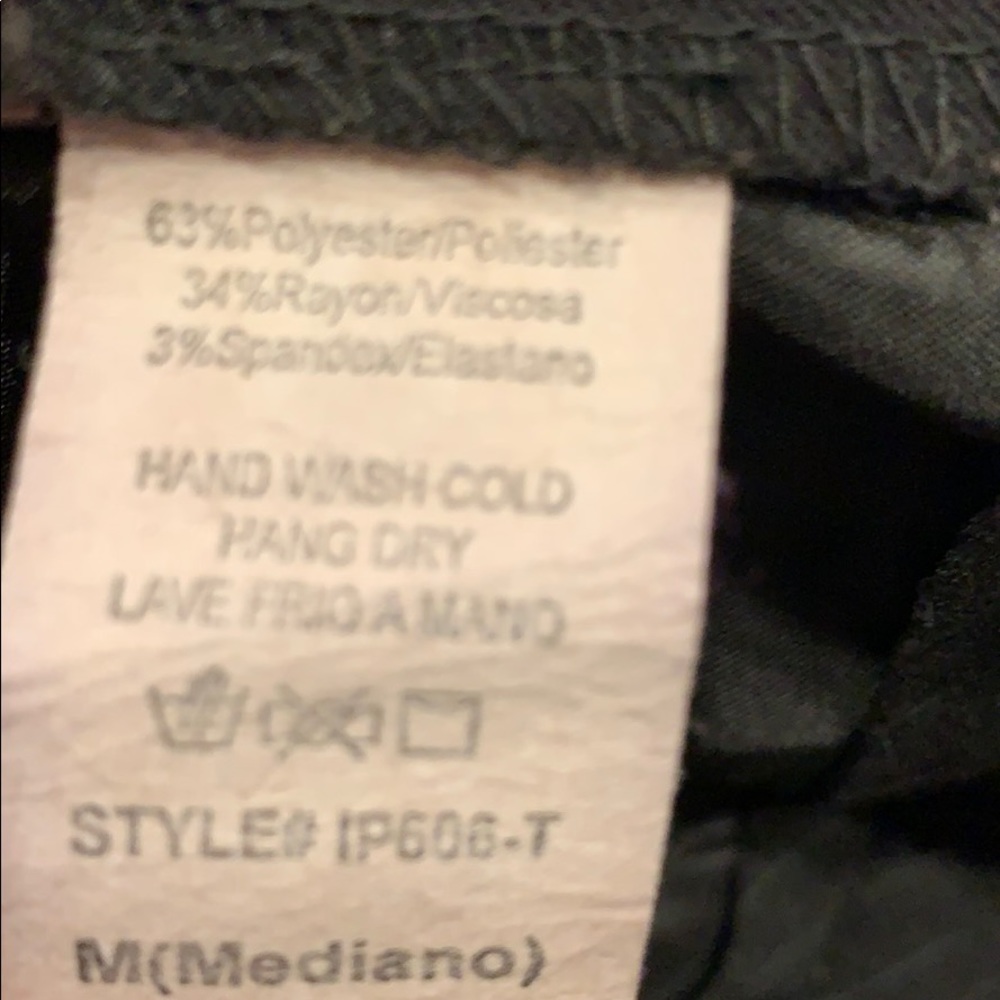 63%Polyester/Poliester
34%Rayon/Viscosa
3%Spandex/Elastano
HAND WASH COLD
HANG DRY
LAVE FRIO A MANO
STYLE# IP606-T
M(Mediano)